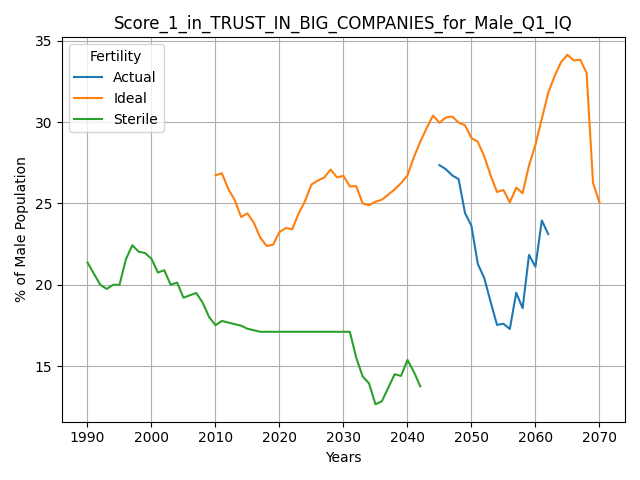 Score_1_in_TRUST_IN_BIG_COMPANIES_for_Male_Q1_IQ
Fertility
Actual
Ideal
Sterile
% of Male Population
35
30
25
20
15
1990 2000 2010 2020 2030 2040 2050 2060 2070
Years